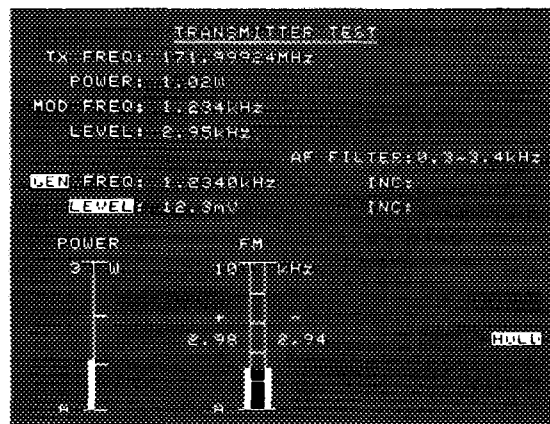 TRANSMITTER TEST
TX FREQ: 171.99924MHz
POWER: 1.02W
MOD FREQ: 1.234kHz
LEVEL: 2.95kHz
AF FILTER:0.3~3.4kHz
GEN FREQ: 1.2340kHz INC:
LEVEL: 12.3mV INC:
POWER FM
3 W 10 kHz
+ -
2.98 2.94 HOLD
A A